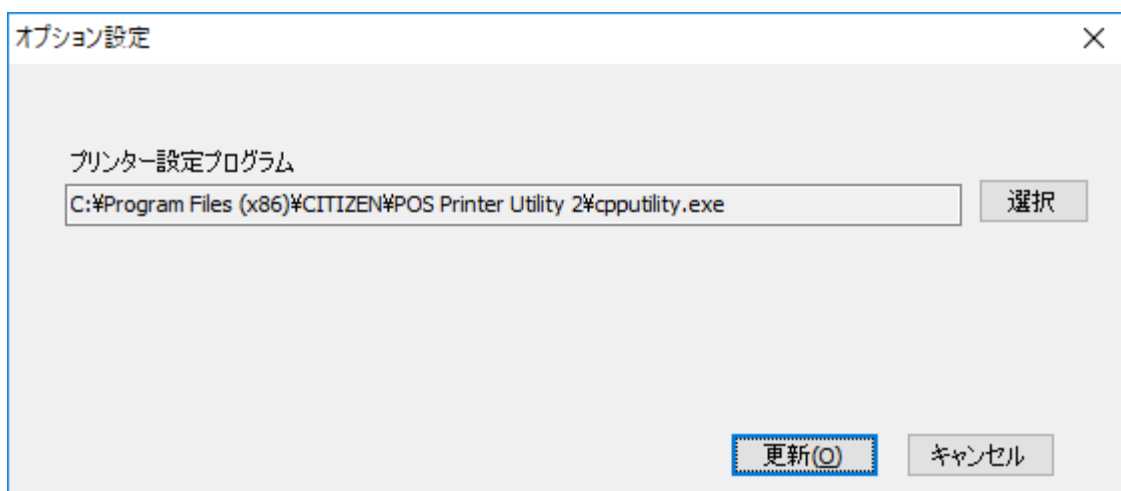 オプション設定
プリンター設定プログラム
C:¥Program Files (x86)¥CITIZEN¥POS Printer Utility 2¥cpputility.exe
選択
更新(O)
キャンセル